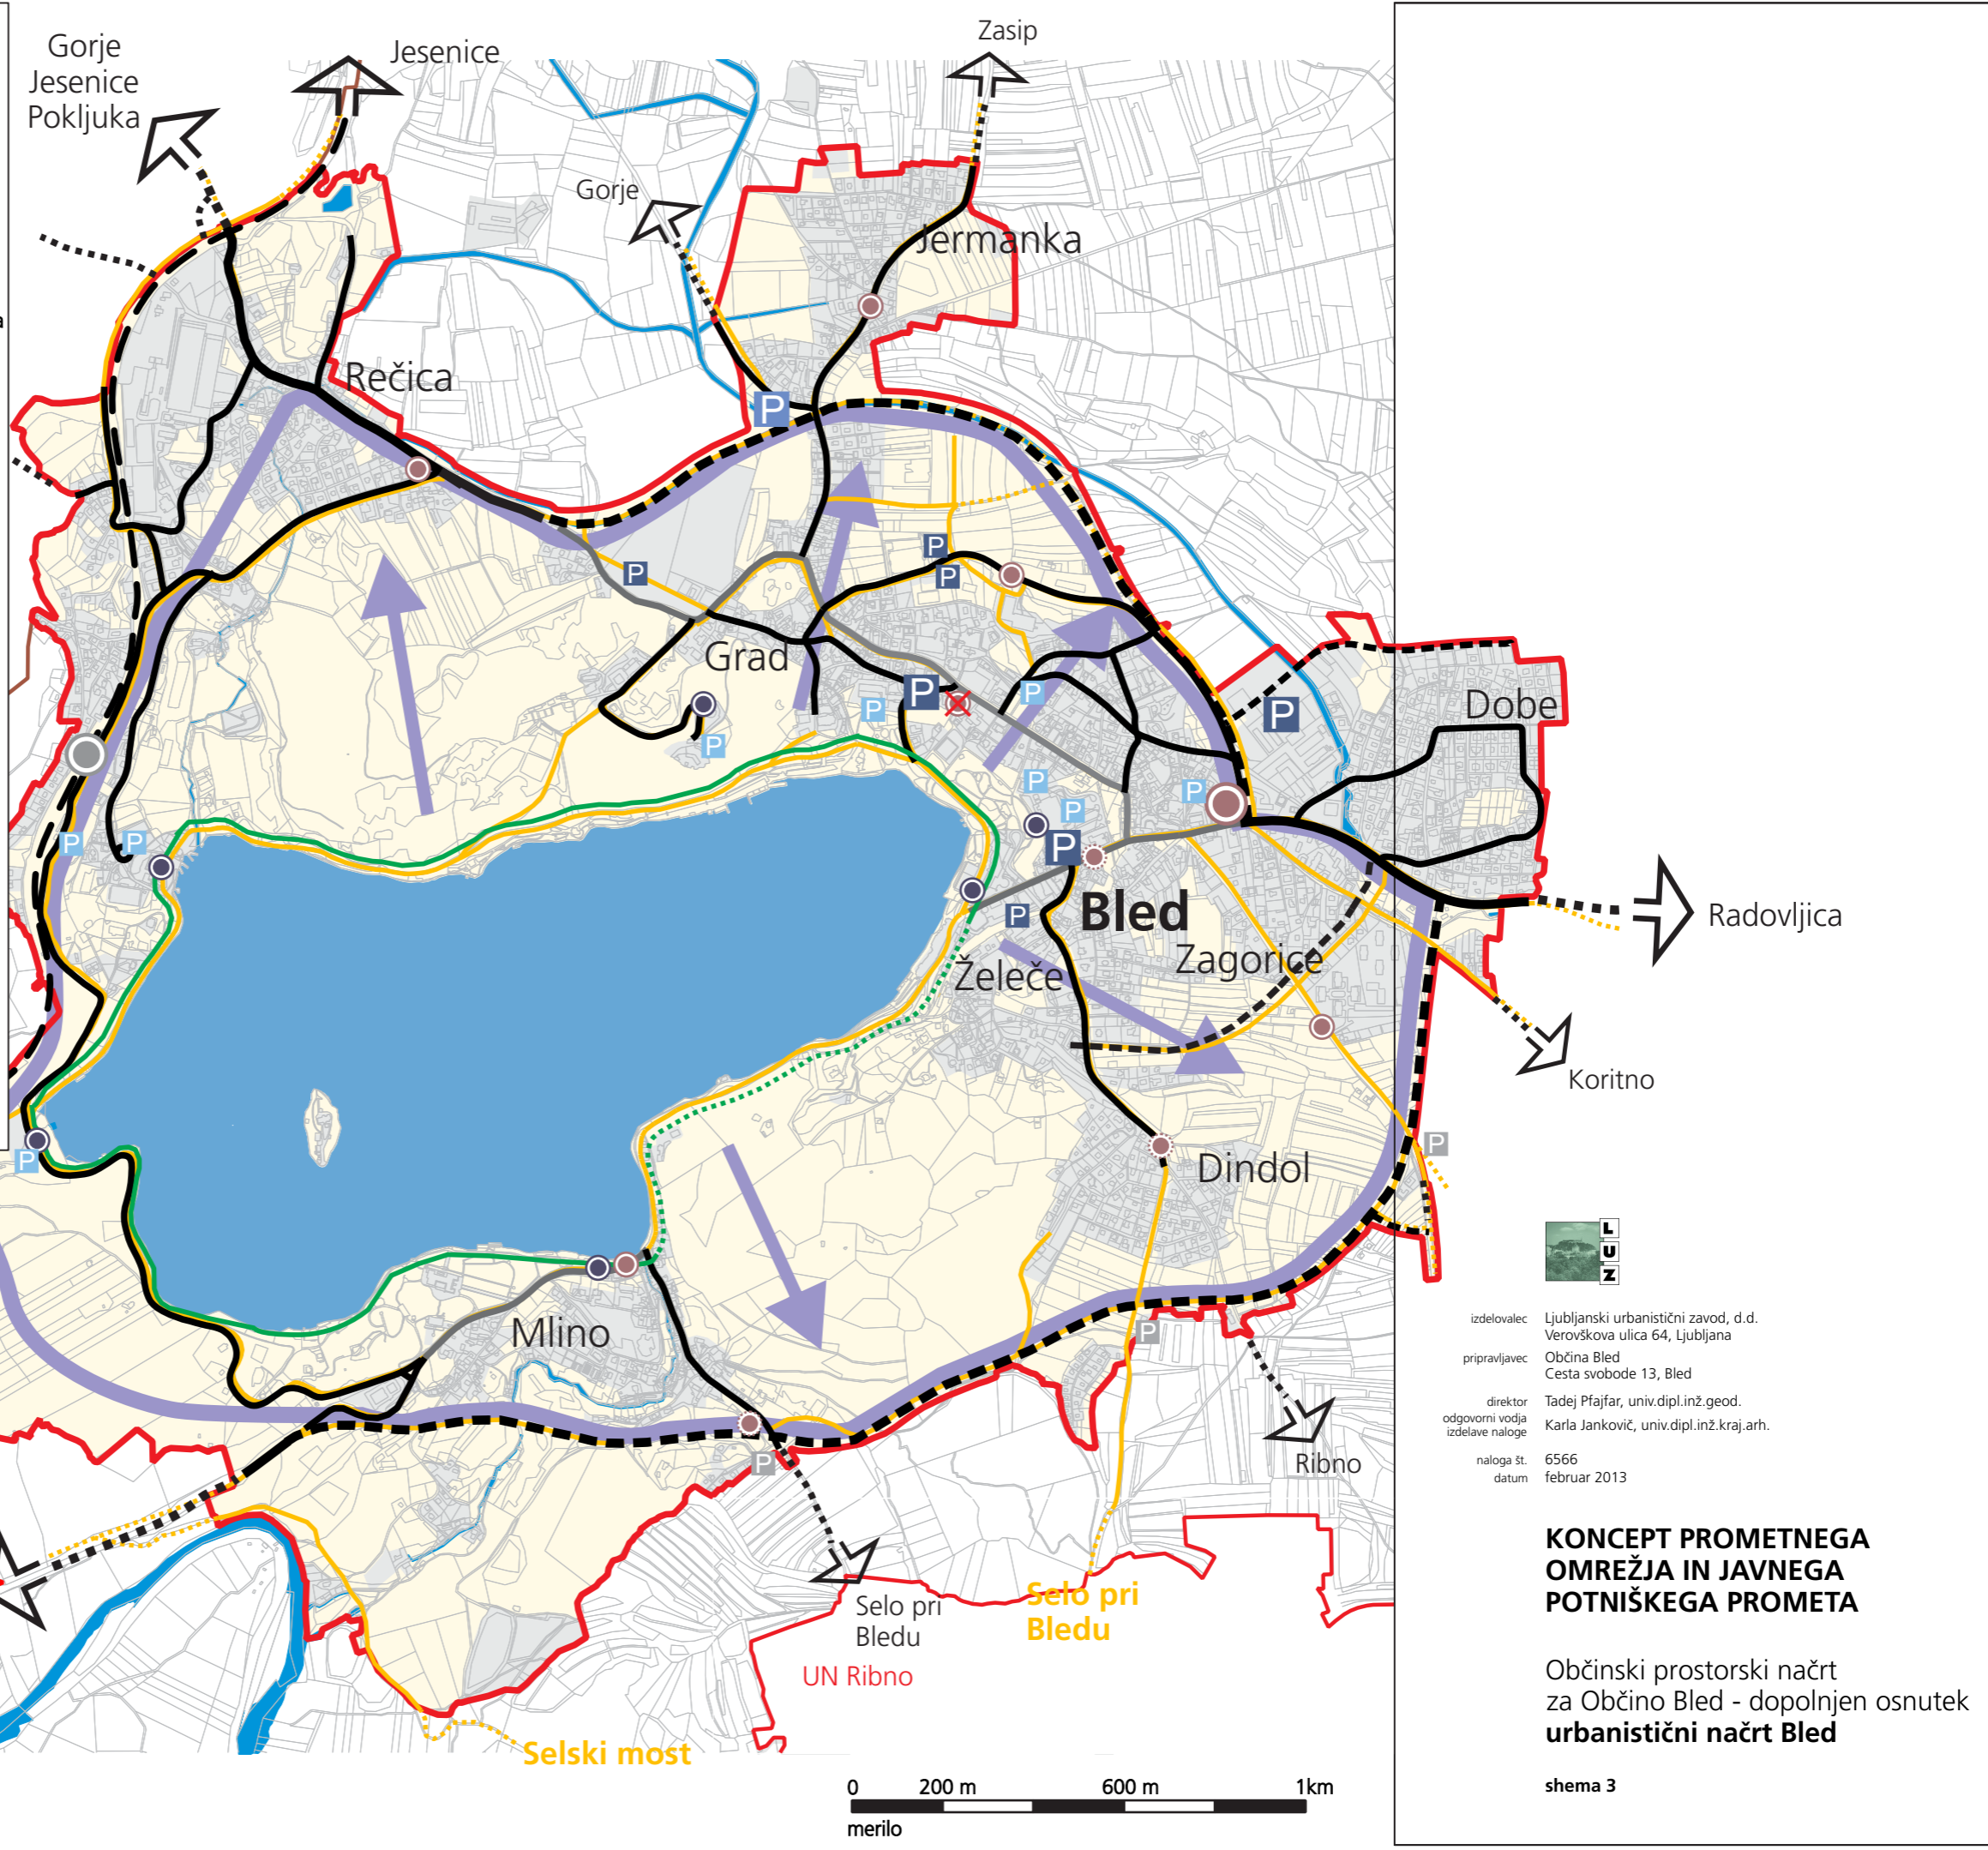 Gorje
Jesenice
Pokljuka
Jesenice
Zasip
Gorje
Jermanka
a
Rečica
P
P
P
P
Grad
P
P
P
P
P
Dobe
P
P
P
P
P
P
P
Bled
Radovljica
P
Želeče
Zagorice
Koritno
P
P
Dindol
Mlino
P
P
Ribno
Selo pri
Bledu
Selo pri
Bledu
UN Ribno
Selski most
0 200 m 600 m 1km
merilo
L
U
Z
izdelovalec Ljubljanski urbanistični zavod, d.d.
Verovškova ulica 64, Ljubljana
pripravljavec Občina Bled
Cesta svobode 13, Bled
direktor Tadej Pfajfar, univ.dipl.inž.geod.
odgovorni vodja
izdelave naloge Karla Jankovič, univ.dipl.inž.kraj.arh.
naloga št. 6566
datum februar 2013
KONCEPT PROMETNEGA
OMREŽJA IN JAVNEGA
POTNIŠKEGA PROMETA
Občinski prostorski načrt
za Občino Bled - dopolnjen osnutek
urbanistični načrt Bled
shema 3